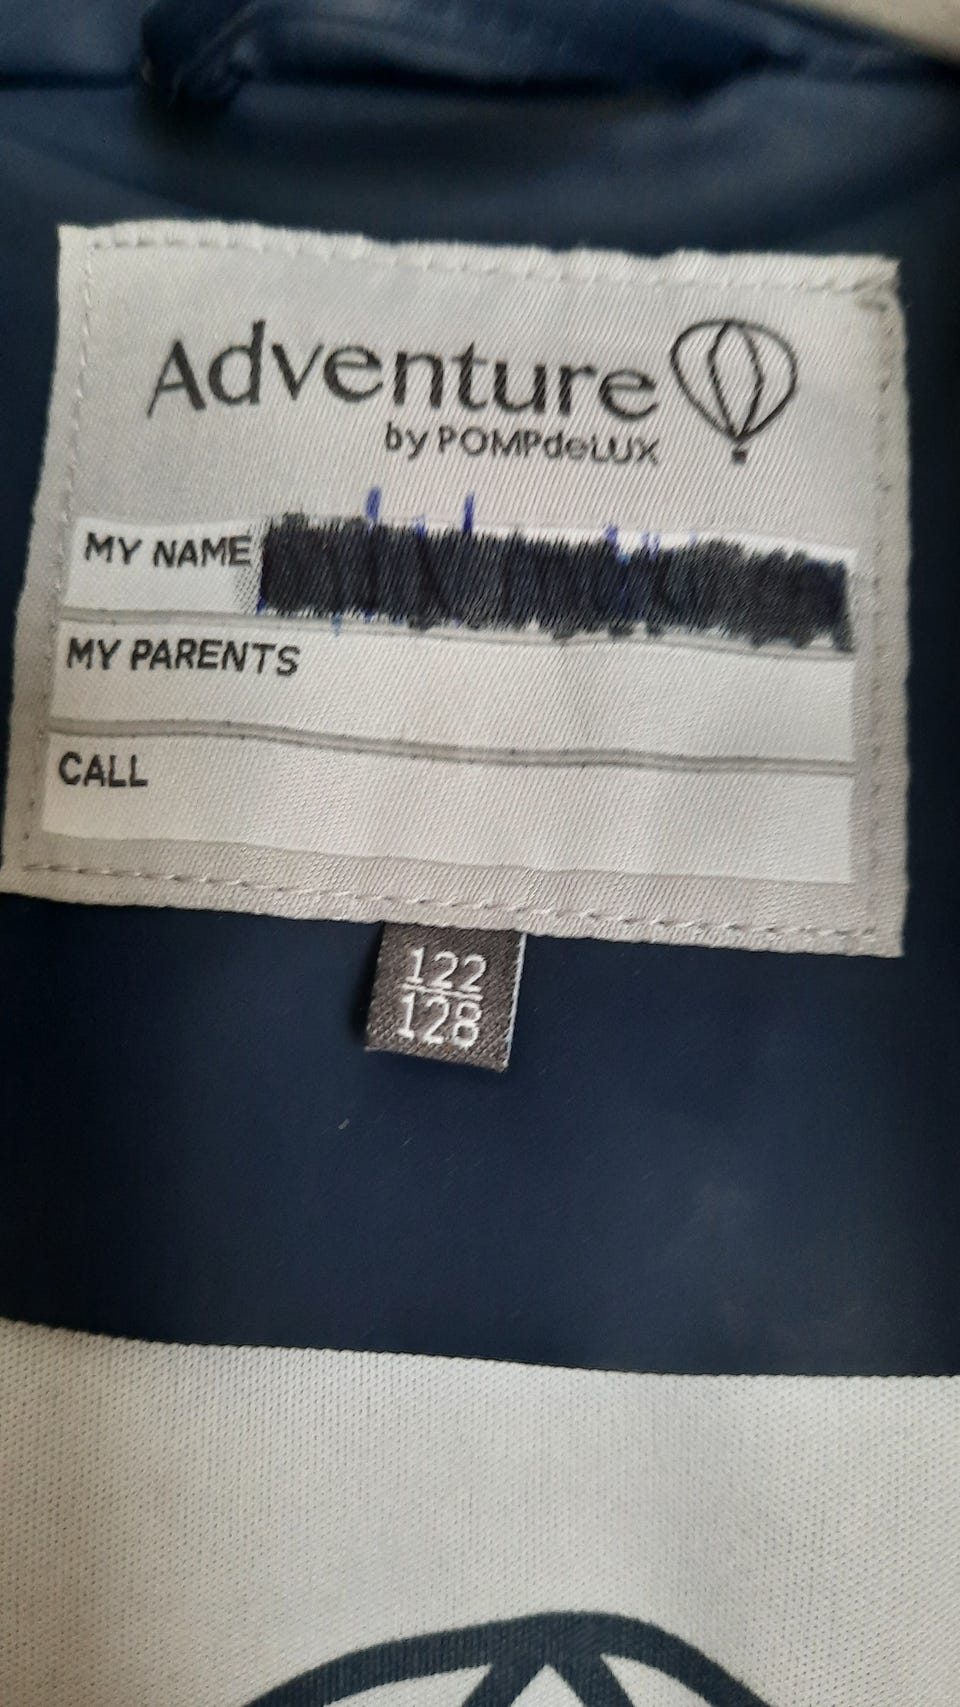 Adventure
by POMPdeLUX
MY NAME
MY PARENTS
CALL
122
128